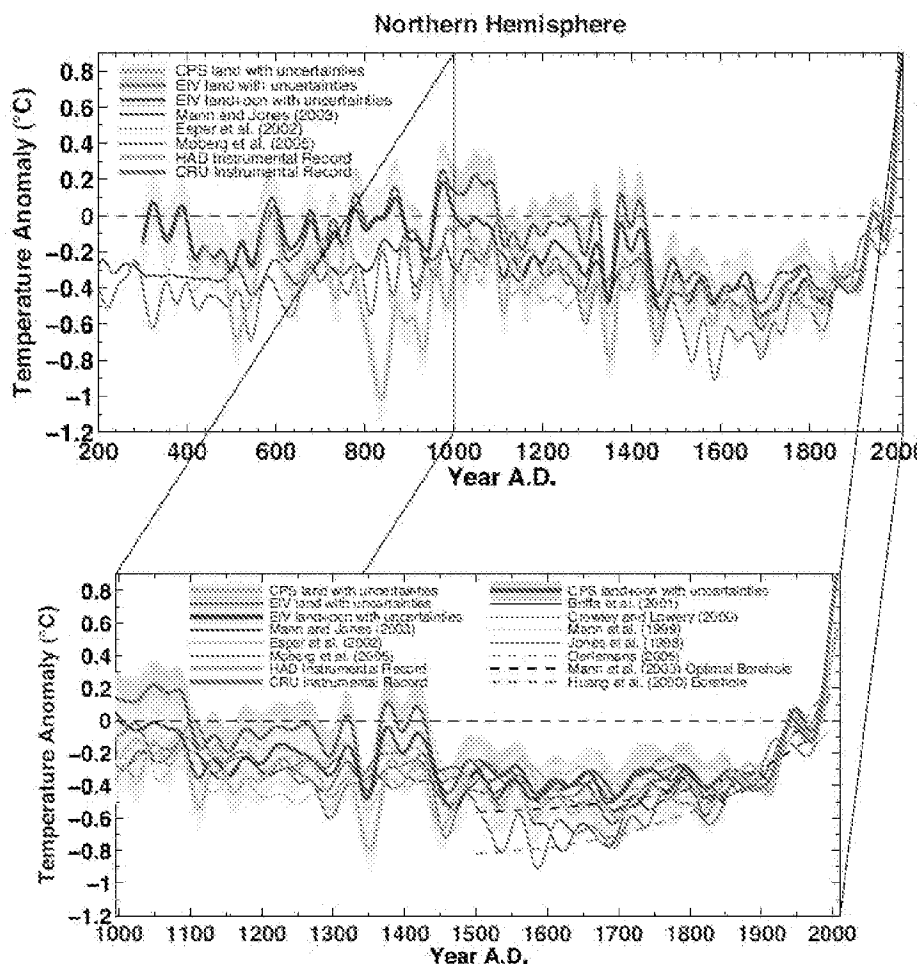 Northern Hemisphere
Temperature Anomaly (°C)
0.8
0.6
0.4
0.2
0
−0.2
−0.4
−0.6
−0.8
−1
−1.2
CPS land with uncertainties
EIV land with uncertainties
EIV land+ocn with uncertainties
Mann and Jones (2003)
Esper et al. (2002)
Moberg et al. (2005)
HAD Instrumental Record
CRU Instrumental Record
200 400 600 800 1000 1200 1400 1600 1800 2000
Year A.D.
Temperature Anomaly (°C)
0.8
0.6
0.4
0.2
0
−0.2
−0.4
−0.6
−0.8
−1
−1.2
CPS land with uncertainties
EIV land with uncertainties
EIV land+ocn with uncertainties
Mann and Jones (2003)
Esper et al. (2002)
Moberg et al. (2005)
HAD Instrumental Record
CRU Instrumental Record
CPS land+ocn with uncertainties
Briffa et al. (2001)
Crowley and Lowery (2000)
Mann et al. (1999)
Jones et al. (1998)
Oerlemans (2005)
Mann et al. (2003) Optimal Borehole
Huang et al. (2000) Borehole
1000 1100 1200 1300 1400 1500 1600 1700 1800 1900 2000
Year A.D.